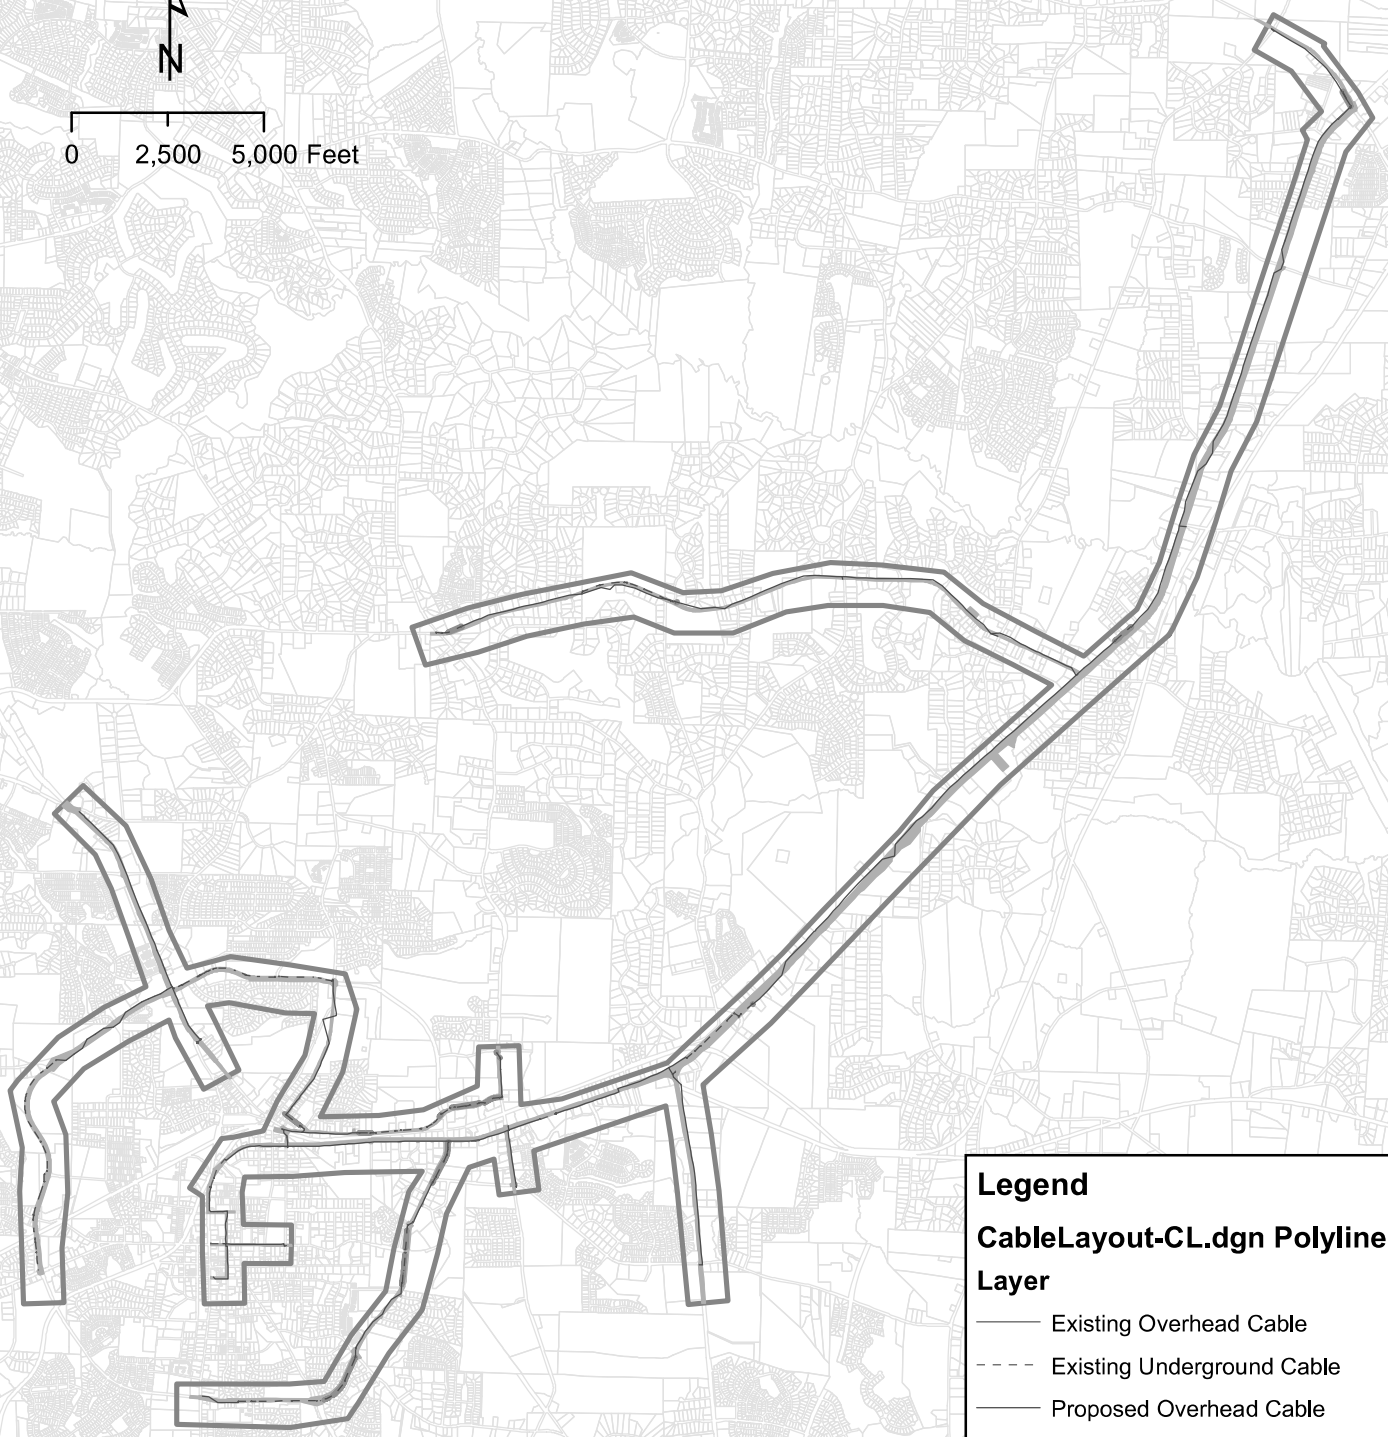 N
0 2,500 5,000 Feet
Legend
CableLayout-CL.dgn Polyline
Layer
Existing Overhead Cable
Existing Underground Cable
Proposed Overhead Cable